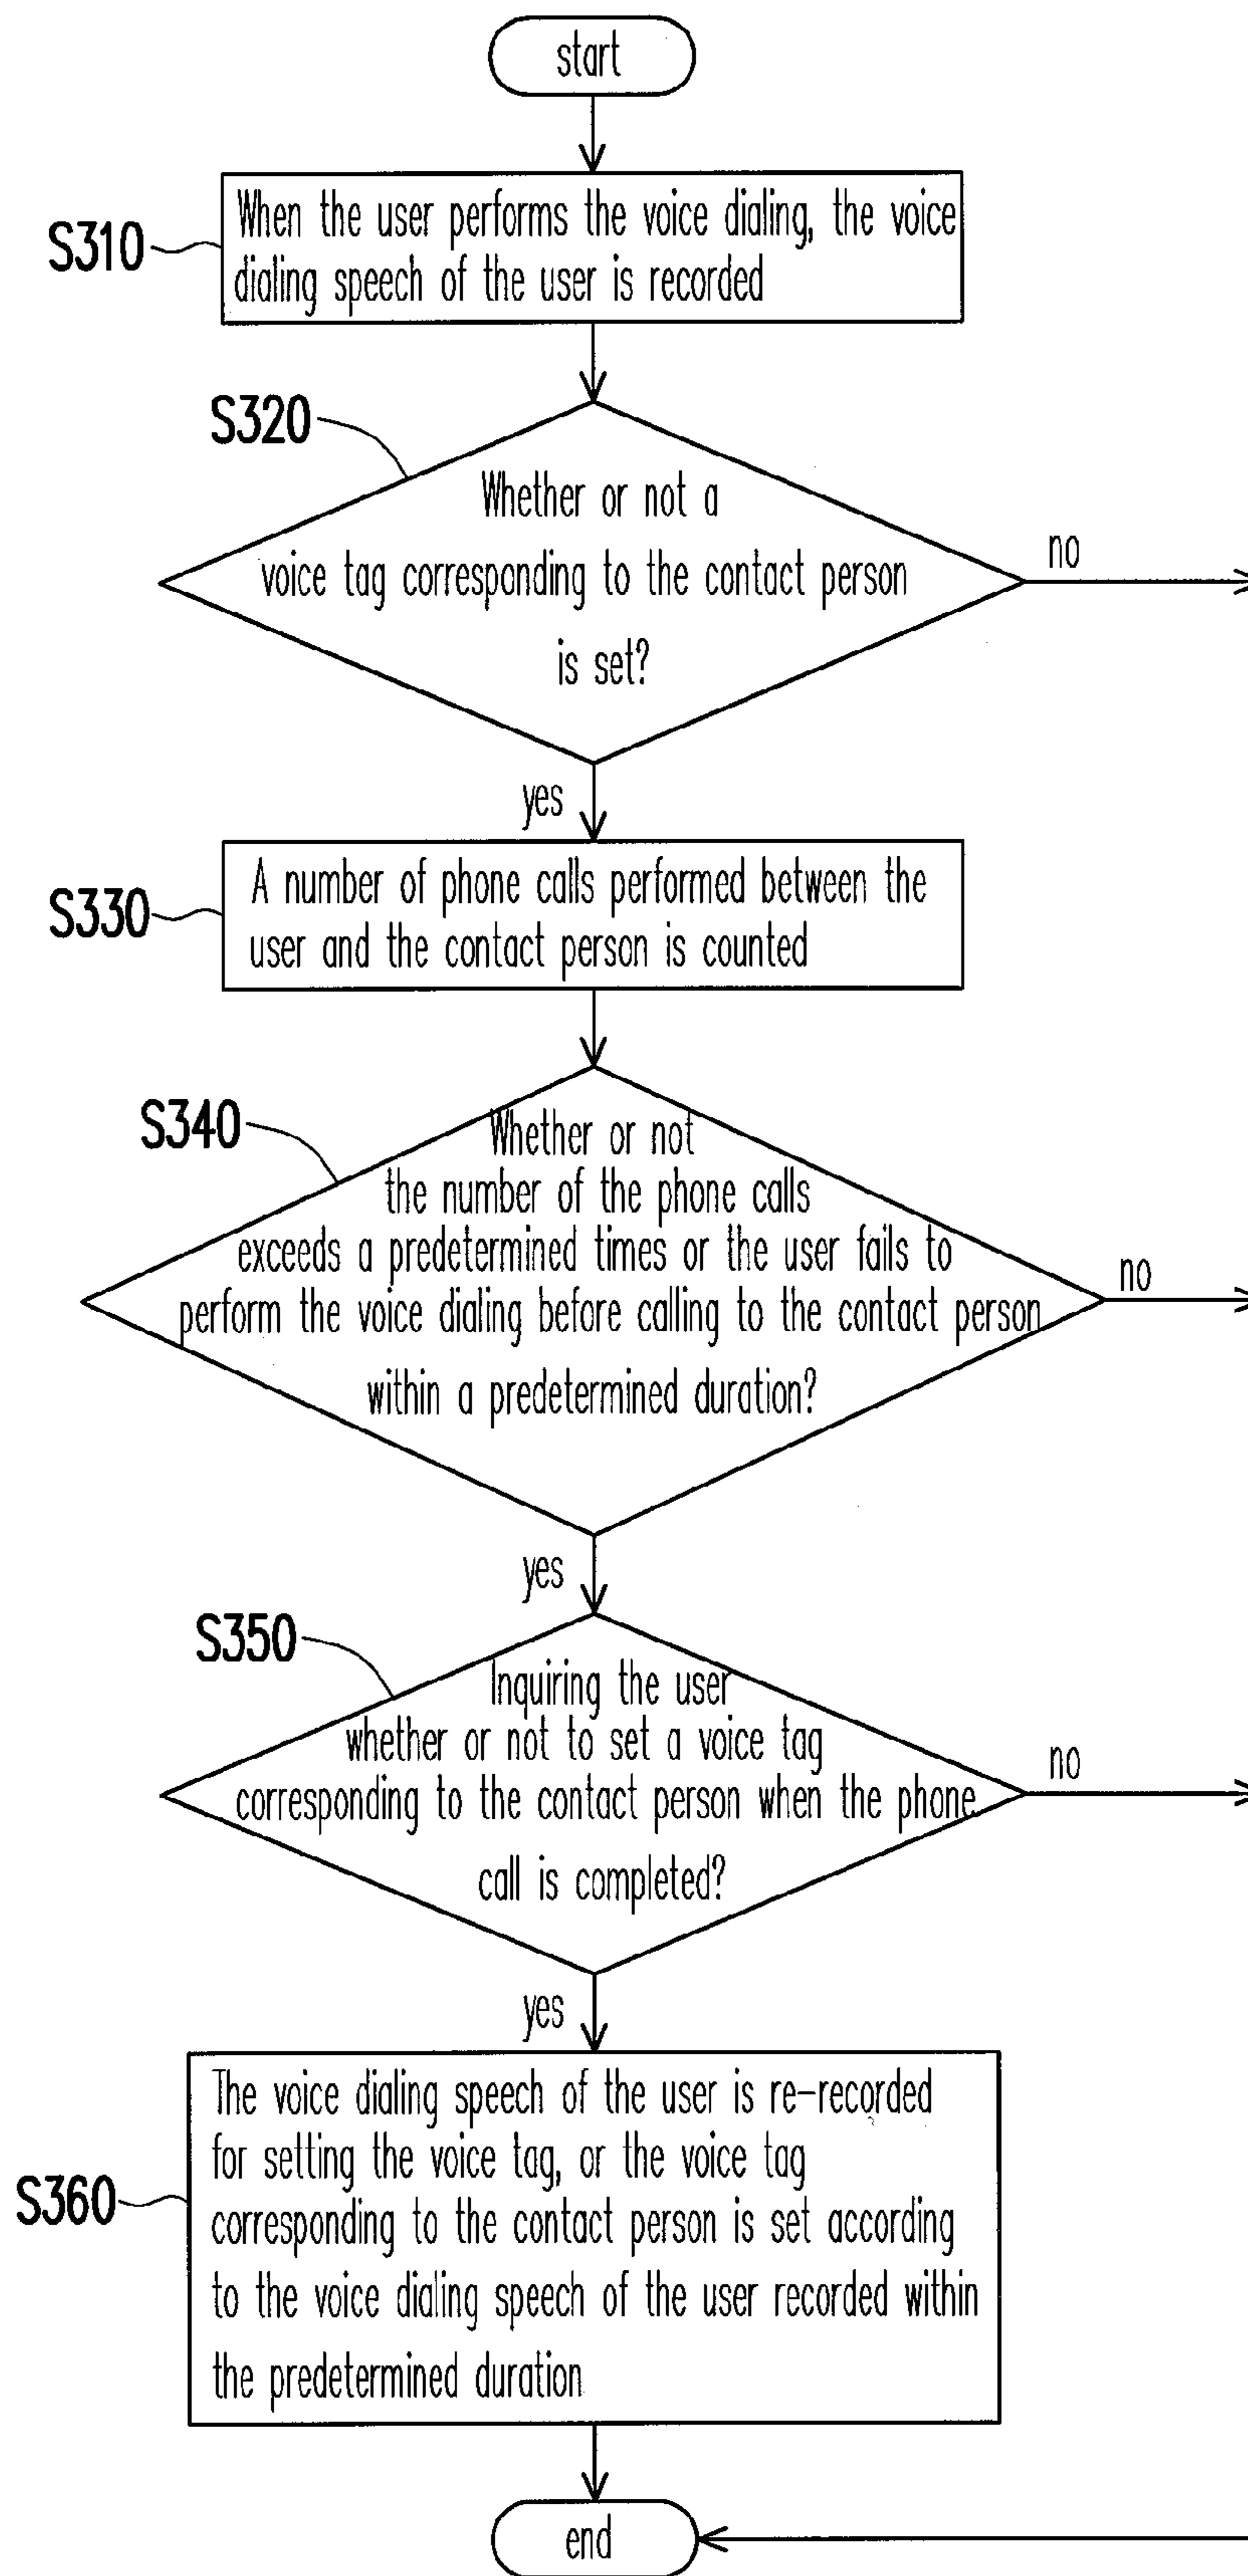 start
S310
When the user performs the voice dialing, the voice
dialing speech of the user is recorded
S320
Whether or not a
voice tag corresponding to the contact person
is set?
no
yes
S330
A number of phone calls performed between the
user and the contact person is counted
S340
Whether or not
the number of the phone calls
exceeds a predetermined times or the user fails to
perform the voice dialing before calling to the contact person
within a predetermined duration?
no
yes
S350
Inquiring the user
whether or not to set a voice tag
corresponding to the contact person when the phone
call is completed?
no
yes
S360
The voice dialing speech of the user is re-recorded
for setting the voice tag, or the voice tag
corresponding to the contact person is set according
to the voice dialing speech of the user recorded within
the predetermined duration
end